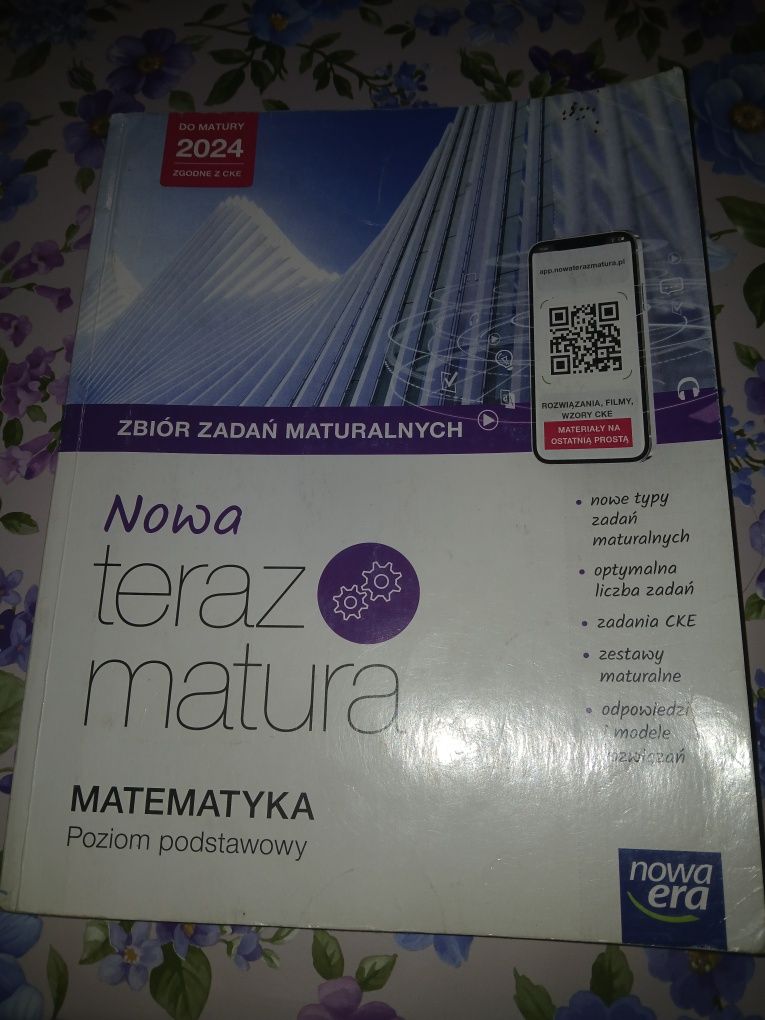 DO MATURY
2024
ZGODNE Z CKE
app.nowaterazmatura.pl
ROZWIĄZANIA, FILMY,
WZORY CKE
MATERIAŁY NA
OSTATNIĄ PROSTĄ
ZBIÓR ZADAŃ MATURALNYCH
Nowa
teraz
matura
• nowe typy
zadań
maturalnych
• optymalna
liczba zadań
• zadania CKE
• zestawy
maturalne
• odpowiedzi
i modele
rozwiązań
MATEMATYKA
Poziom podstawowy
nowa
era